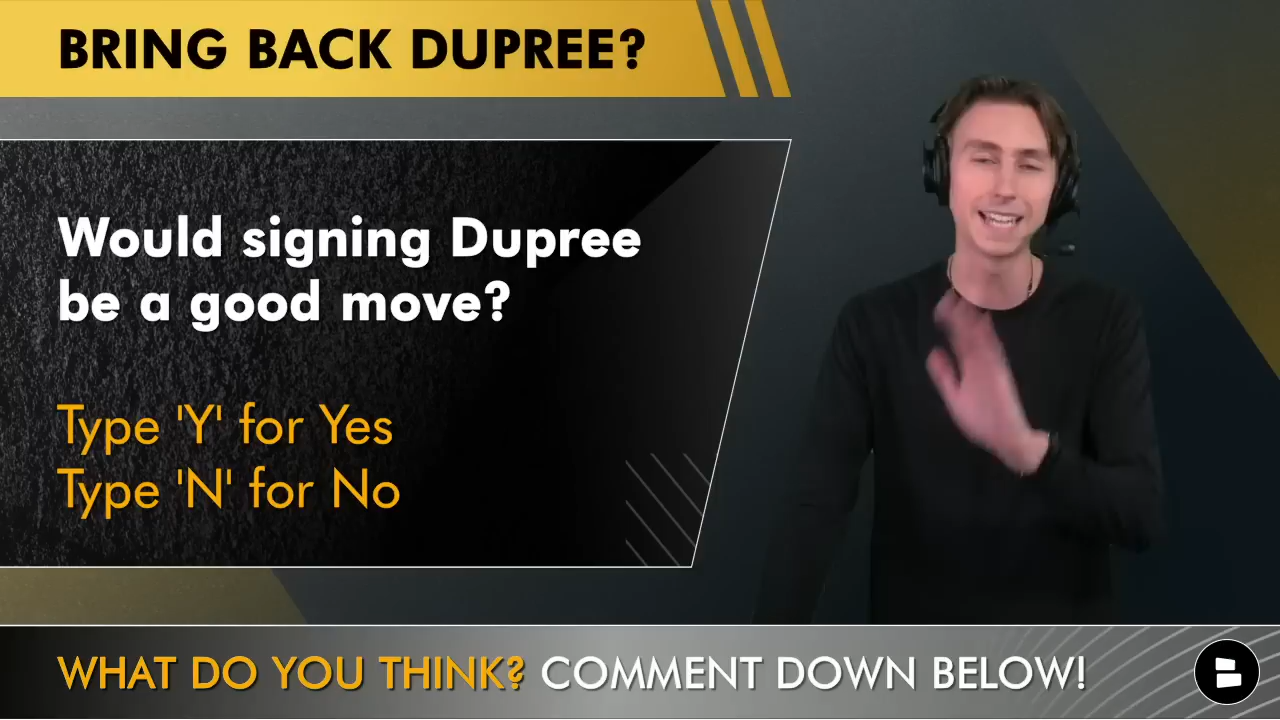 BRING BACK DUPREE?
Would signing Dupree
be a good move?
Type 'Y' for Yes
Type 'N' for No
WHAT DO YOU THINK? COMMENT DOWN BELOW!